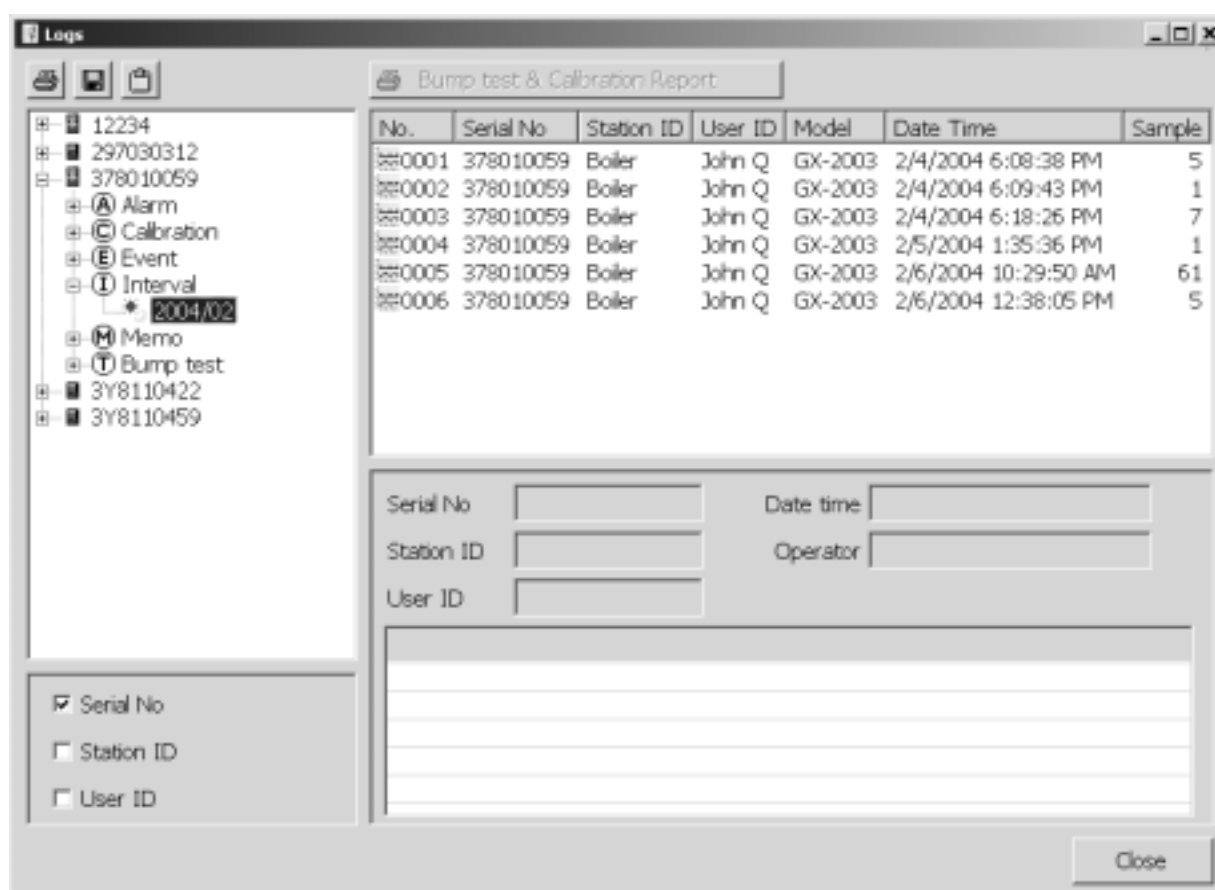 Logs
Bump test & Calibration Report
12234
297030312
378010059
A Alarm
C Calibration
E Event
I Interval
2004/02
M Memo
T Bump test
3Y8110422
3Y8110459
No. Serial No Station ID User ID Model Date Time Sample
0001 378010059 Boiler John Q GX-2003 2/4/2004 6:08:38 PM 5
0002 378010059 Boiler John Q GX-2003 2/4/2004 6:09:43 PM 1
0003 378010059 Boiler John Q GX-2003 2/4/2004 6:18:26 PM 7
0004 378010059 Boiler John Q GX-2003 2/5/2004 1:35:36 PM 1
0005 378010059 Boiler John Q GX-2003 2/6/2004 10:29:50 AM 61
0006 378010059 Boiler John Q GX-2003 2/6/2004 12:38:05 PM 5
Serial No
Date time
Station ID
Operator
User ID
Serial No
Station ID
User ID
Close